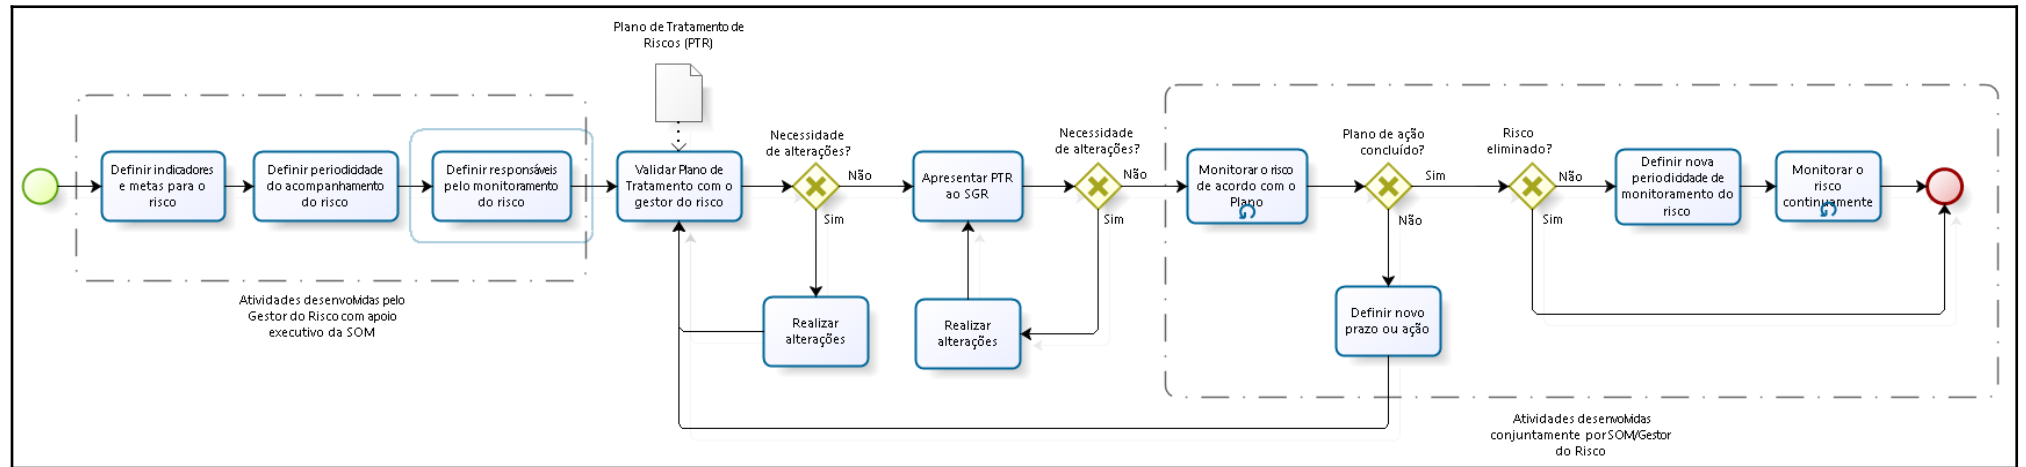 Plano de Tratamento de
Riscos (PTR)
Definir indicadores
e metas para o
risco
Definir periodicidade
do acompanhamento
do risco
Definir responsáveis
pelo monitoramento
do risco
Atividades desenvolvidas pelo
Gestor do Risco com apoio
executivo da SOM
Validar Plano de
Tratamento com o
gestor do risco
Necessidade
de alterações?
Não
Sim
Realizar
alterações
Apresentar PTR
ao SGR
Necessidade
de alterações?
Não
Sim
Realizar
alterações
Monitorar o risco
de acordo com o
Plano
Plano de ação
concluído?
Sim
Não
Definir novo
prazo ou ação
Risco
eliminado?
Não
Sim
Definir nova
periodicidade de
monitoramento do
risco
Monitorar o
risco
continuamente
Atividades desenvolvidas
conjuntamente por SOM/Gestor
do Risco